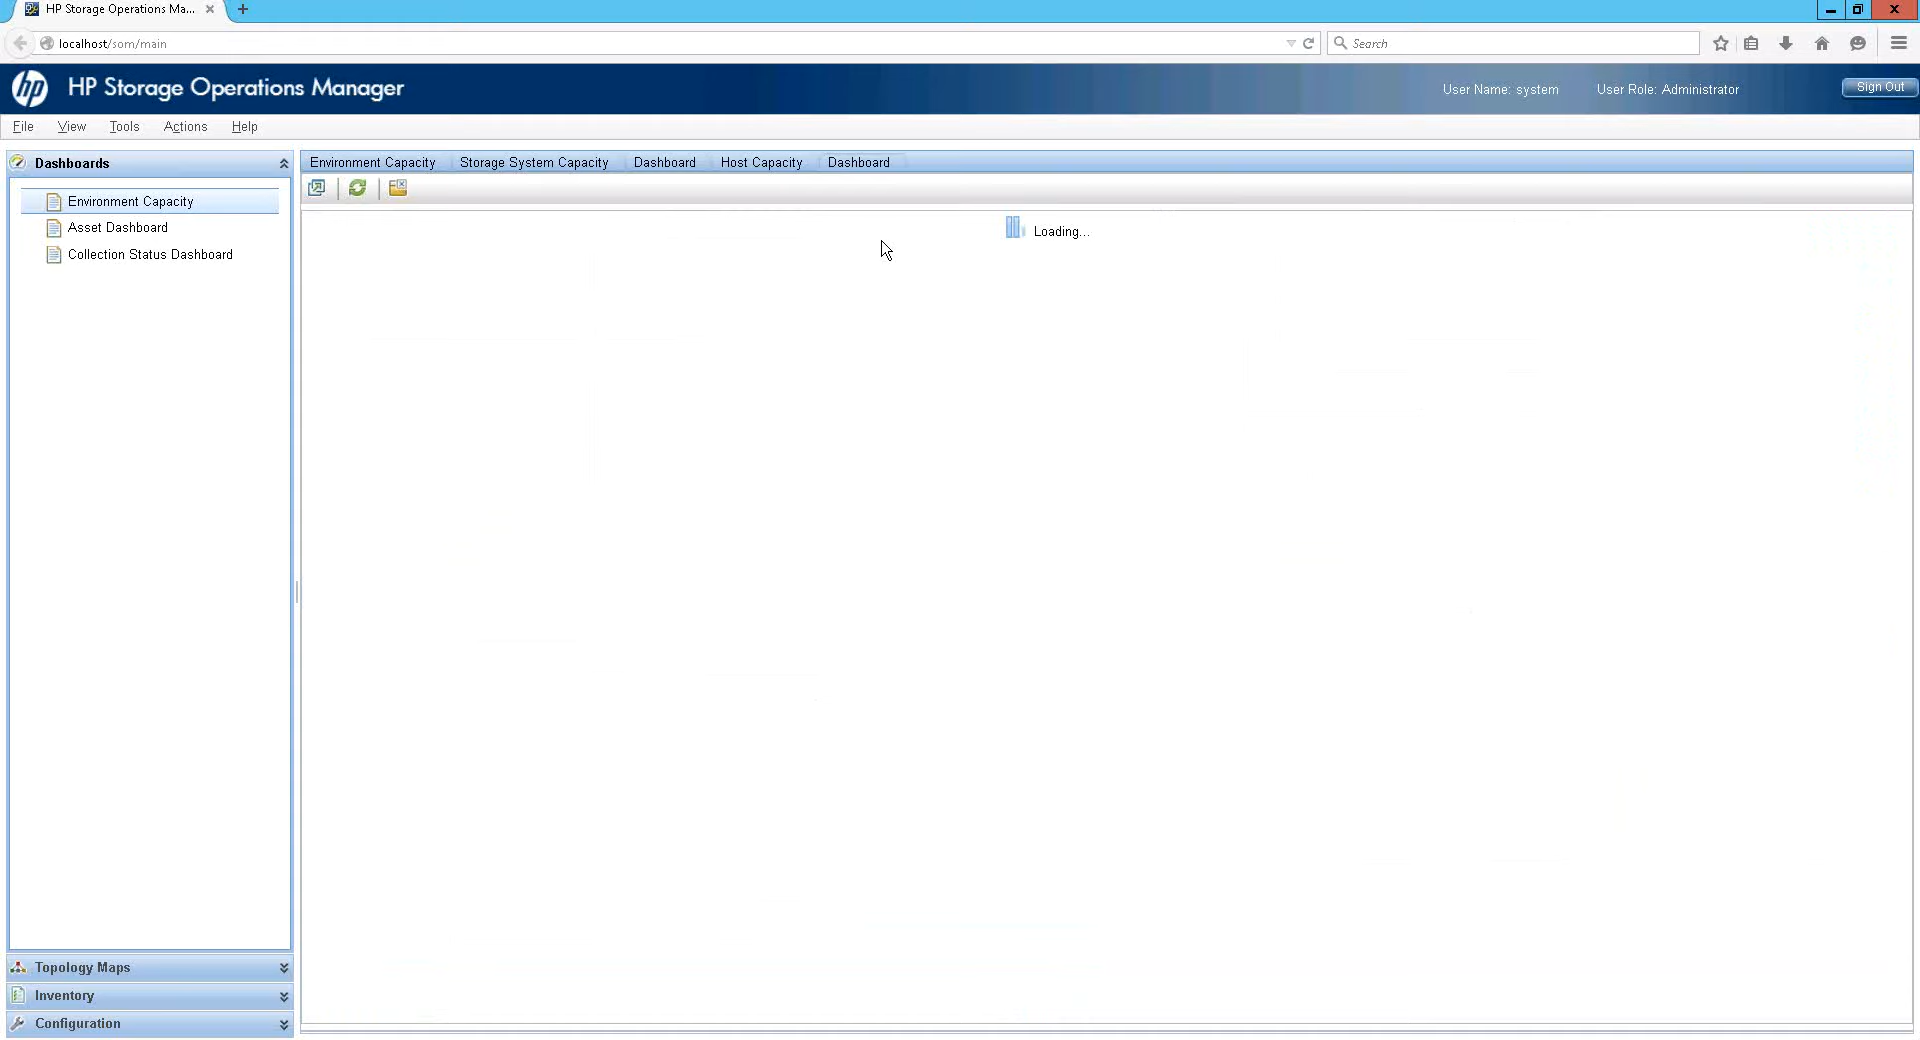 HP Storage Operations Ma...
localhost/som/main
Search
hp
HP Storage Operations Manager
User Name: system
User Role: Administrator
Sign Out
File
View
Tools
Actions
Help
Dashboards
Environment Capacity
Asset Dashboard
Collection Status Dashboard
Environment Capacity
Storage System Capacity
Dashboard
Host Capacity
Dashboard
Loading...
Topology Maps
Inventory
Configuration